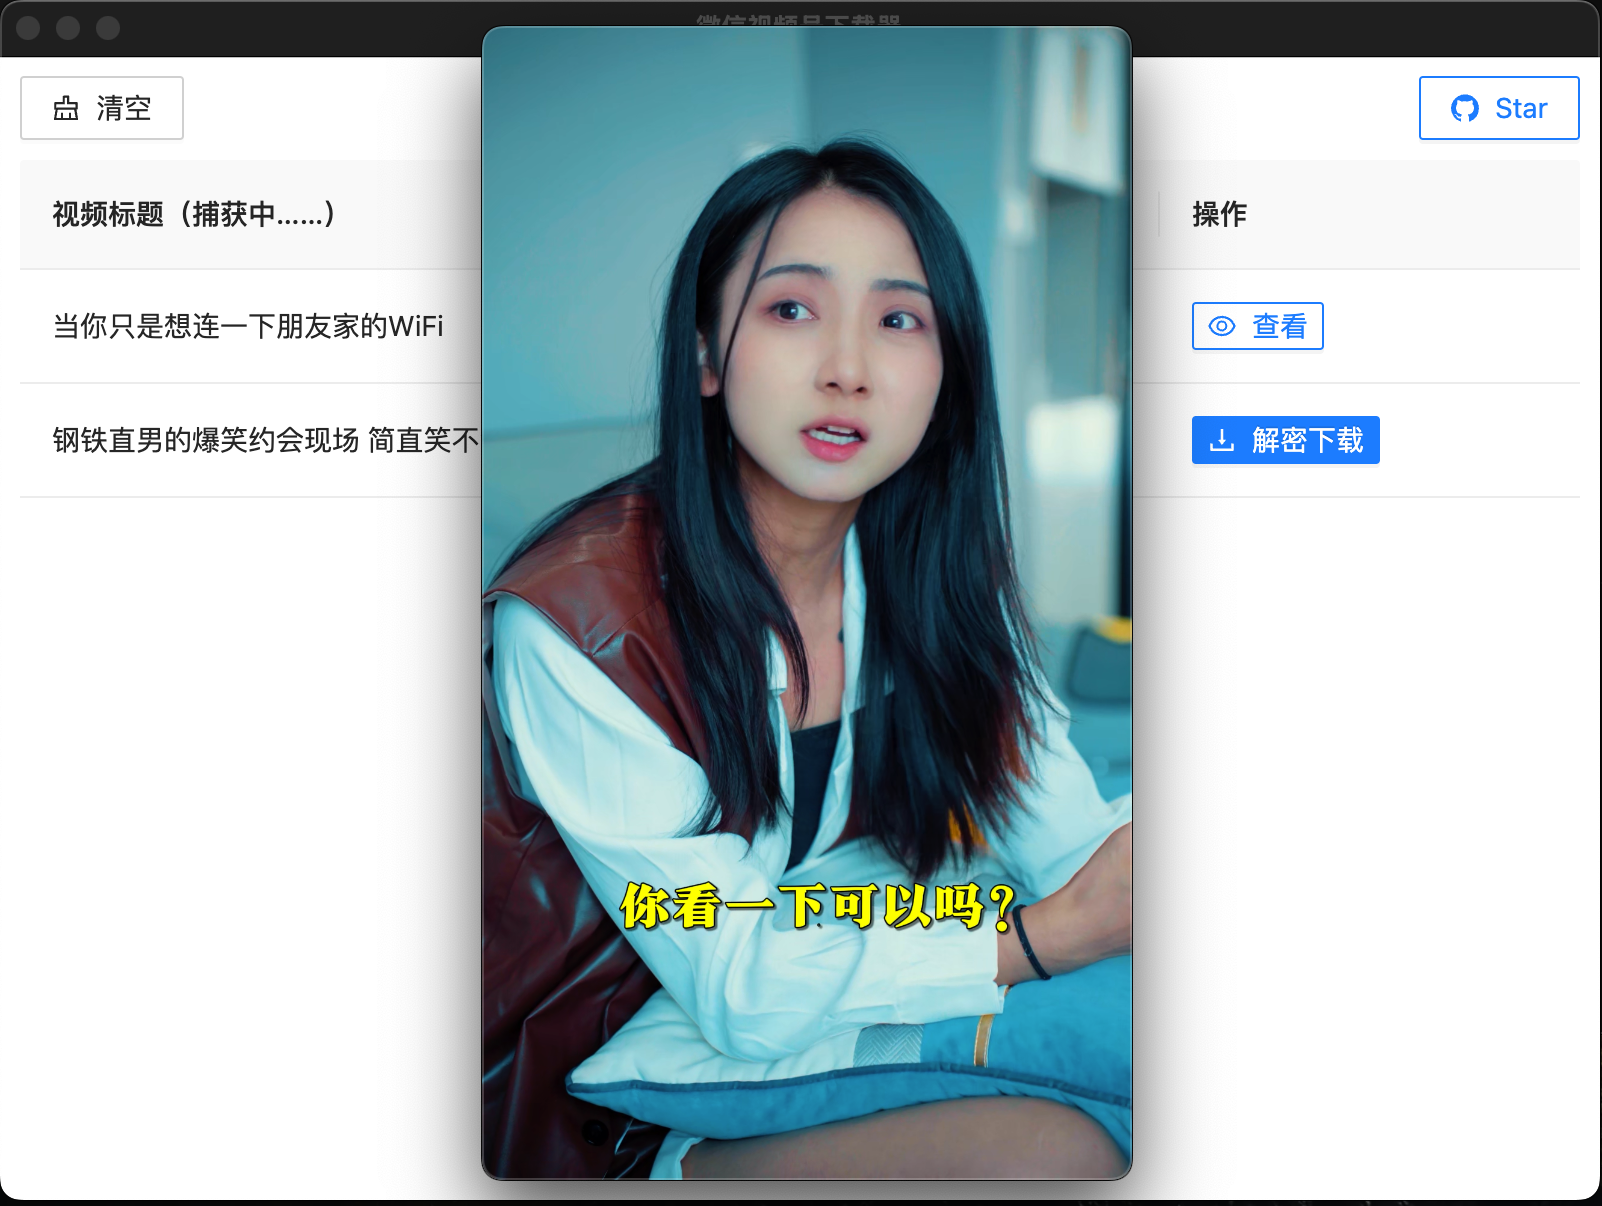 微信视频号下载器
清空
Star
视频标题（捕获中……）
操作
当你只是想连一下朋友家的WiFi
查看
钢铁直男的爆笑约会现场 简直笑不
解密下载
你看一下可以吗？